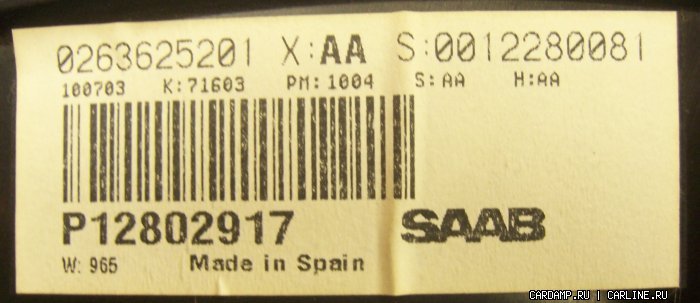 0263625201 X:AA S:0012280081
100703 K:71603 PM:1004 S:AA H:AA
P12802917 SAAB
W: 965 Made in Spain
CARDAMP.RU | CARLINE.RU